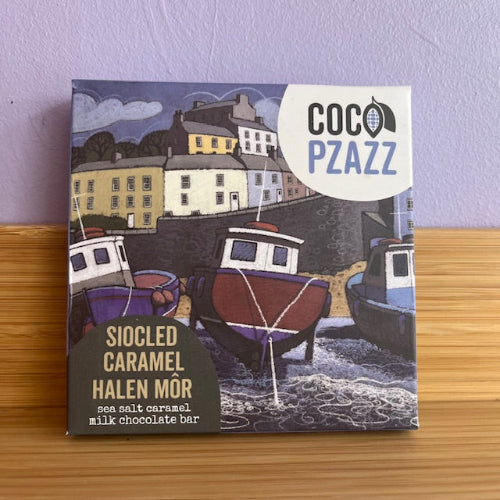 COCO
PZAZZ
SIOCLED
CARAMEL
HALEN MÔR
sea salt caramel
milk chocolate bar